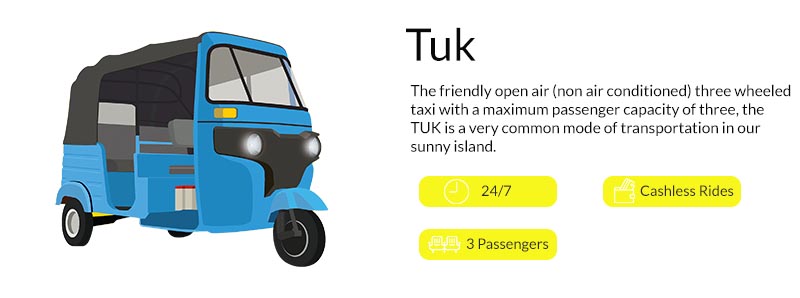 Tuk
The friendly open air (non air conditioned) three wheeled
taxi with a maximum passenger capacity of three, the
TUK is a very common mode of transportation in our
sunny island.
24/7
Cashless Rides
3 Passengers